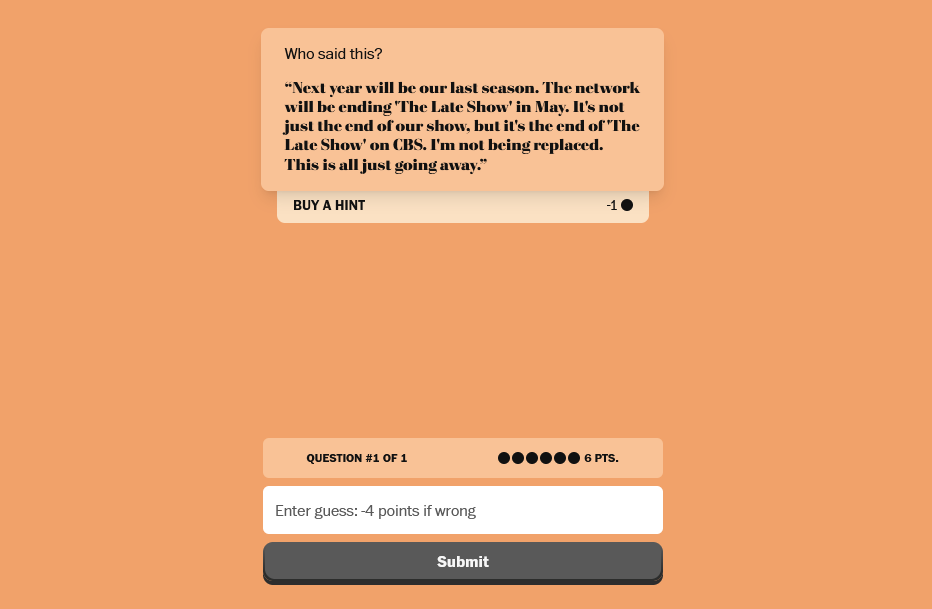 Who said this?
“Next year will be our last season. The network
will be ending 'The Late Show' in May. It's not
just the end of our show, but it's the end of 'The
Late Show' on CBS. I'm not being replaced.
This is all just going away.”
BUY A HINT -1
QUESTION #1 OF 1 6 PTS.
Enter guess: -4 points if wrong
Submit